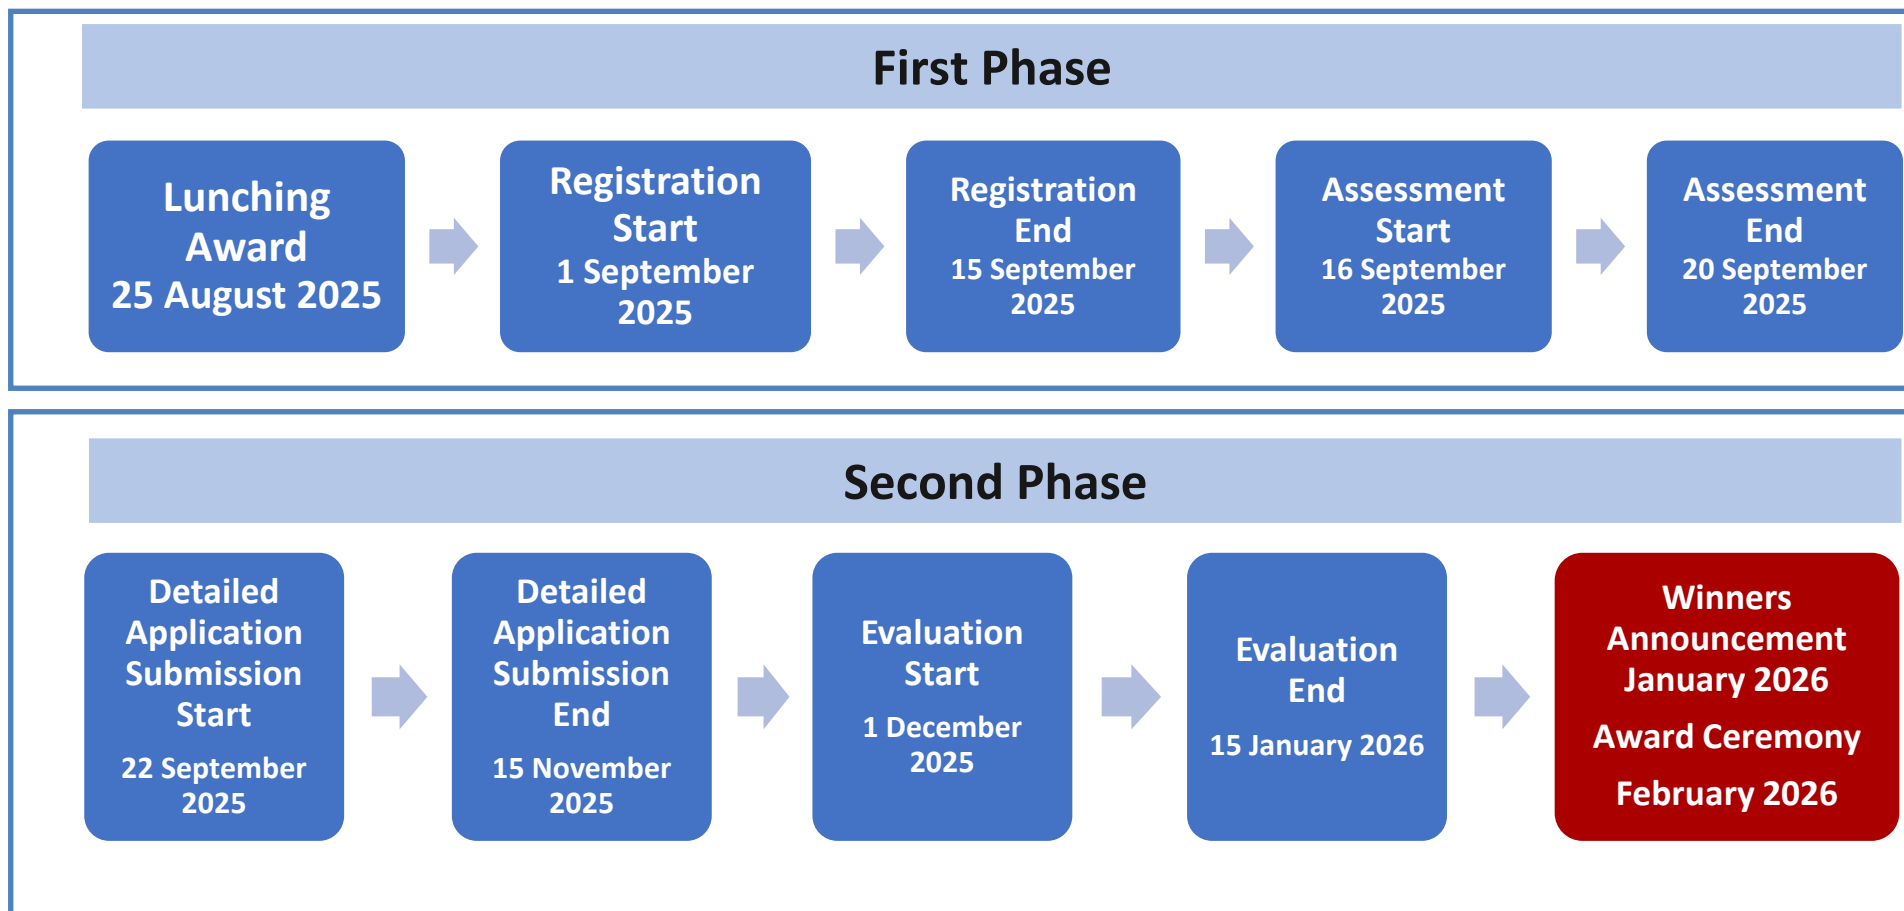 First Phase
Lunching
Award
25 August 2025
Registration
Start
1 September
2025
Registration
End
15 September
2025
Assessment
Start
16 September
2025
Assessment
End
20 September
2025
Second Phase
Detailed
Application
Submission
Start
22 September
2025
Detailed
Application
Submission
End
15 November
2025
Evaluation
Start
1 December
2025
Evaluation
End
15 January 2026
Winners
Announcement
January 2026
Award Ceremony
February 2026